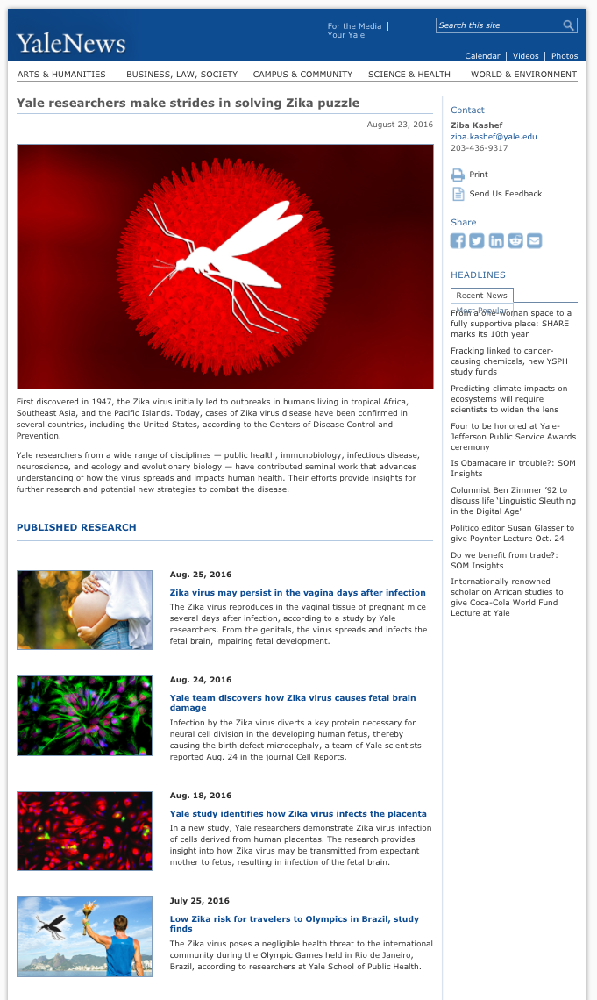 YaleNews
For the Media
Your Yale
Search this site
Calendar
Videos
Photos
ARTS & HUMANITIES
BUSINESS, LAW, SOCIETY
CAMPUS & COMMUNITY
SCIENCE & HEALTH
WORLD & ENVIRONMENT
Yale researchers make strides in solving Zika puzzle
August 23, 2016
First discovered in 1947, the Zika virus initially led to outbreaks in humans living in tropical Africa,
Southeast Asia, and the Pacific Islands. Today, cases of Zika virus disease have been confirmed in
several countries, including the United States, according to the Centers of Disease Control and
Prevention.
Yale researchers from a wide range of disciplines — public health, immunobiology, infectious disease,
neuroscience, and ecology and evolutionary biology — have contributed seminal work that advances
understanding of how the virus spreads and impacts human health. Their efforts provide insights for
further research and potential new strategies to combat the disease.
PUBLISHED RESEARCH
Aug. 25, 2016
Zika virus may persist in the vagina days after infection
The Zika virus reproduces in the vaginal tissue of pregnant mice
several days after infection, according to a study by Yale
researchers. From the genitals, the virus spreads and infects the
fetal brain, impairing fetal development.
Aug. 24, 2016
Yale team discovers how Zika virus causes fetal brain
damage
Infection by the Zika virus diverts a key protein necessary for
neural cell division in the developing human fetus, thereby
causing the birth defect microcephaly, a team of Yale scientists
reported Aug. 24 in the journal Cell Reports.
Aug. 18, 2016
Yale study identifies how Zika virus infects the placenta
In a new study, Yale researchers demonstrate Zika virus infection
of cells derived from human placentas. The research provides
insight into how Zika virus may be transmitted from expectant
mother to fetus, resulting in infection of the fetal brain.
July 25, 2016
Low Zika risk for travelers to Olympics in Brazil, study
finds
The Zika virus poses a negligible health threat to the international
community during the Olympic Games held in Rio de Janeiro,
Brazil, according to researchers at Yale School of Public Health.
Contact
Ziba Kashef
ziba.kashef@yale.edu
203-436-9317
Print
Send Us Feedback
Share
HEADLINES
Recent News
Most Popular
From a one-woman space to a
fully supportive place: SHARE
marks its 10th year
Fracking linked to cancer-
causing chemicals, new YSPH
study funds
Predicting climate impacts on
ecosystems will require
scientists to widen the lens
Four to be honored at Yale-
Jefferson Public Service Awards
ceremony
Is Obamacare in trouble?: SOM
Insights
Columnist Ben Zimmer ’92 to
discuss life ‘Linguistic Sleuthing
in the Digital Age’
Politico editor Susan Glasser to
give Poynter Lecture Oct. 24
Do we benefit from trade?:
SOM Insights
Internationally renowned
scholar on African studies to
give Coca-Cola World Fund
Lecture at Yale